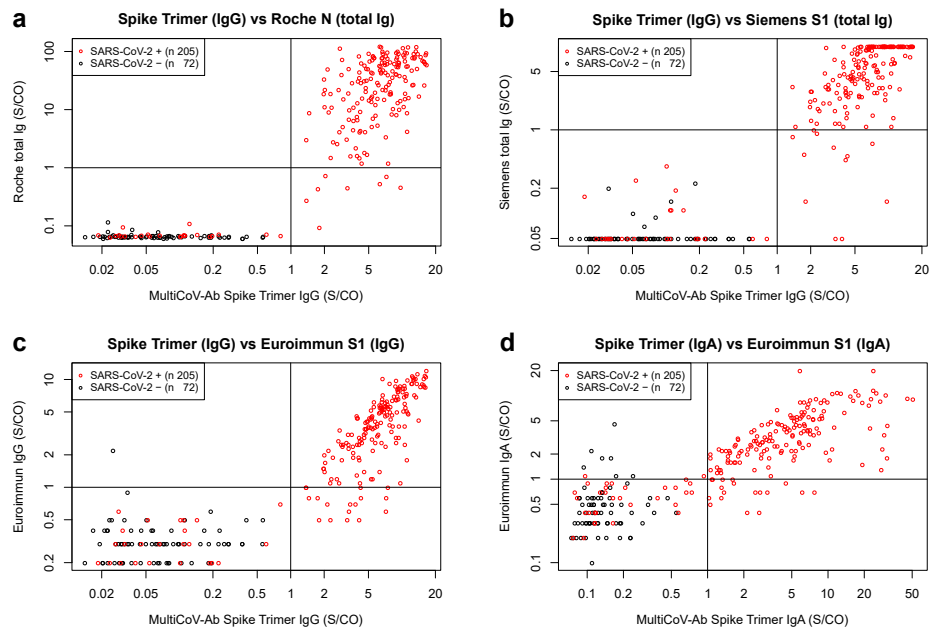 a
Spike Trimer (IgG) vs Roche N (total Ig)
SARS-CoV-2 + (n 205)
SARS-CoV-2 − (n 72)
Roche total Ig (S/CO)
100
10
1
0.1
0.02 0.05 0.2 0.5 1 2 5 20
MultiCoV-Ab Spike Trimer IgG (S/CO)
b
Spike Trimer (IgG) vs Siemens S1 (total Ig)
SARS-CoV-2 + (n 205)
SARS-CoV-2 − (n 72)
Siemens total Ig (S/CO)
5
1
0.2
0.05
0.02 0.05 0.2 0.5 1 2 5 20
MultiCoV-Ab Spike Trimer IgG (S/CO)
c
Spike Trimer (IgG) vs Euroimmun S1 (IgG)
SARS-CoV-2 + (n 205)
SARS-CoV-2 − (n 72)
Euroimmun IgG (S/CO)
10
5
2
1
0.5
0.2
0.02 0.05 0.2 0.5 1 2 5 20
MultiCoV-Ab Spike Trimer IgG (S/CO)
d
Spike Trimer (IgA) vs Euroimmun S1 (IgA)
SARS-CoV-2 + (n 205)
SARS-CoV-2 − (n 72)
Euroimmun IgA (S/CO)
20
5
2
1
0.5
0.1
0.1 0.2 0.5 1 2 5 10 20 50
MultiCoV-Ab Spike Trimer IgA (S/CO)